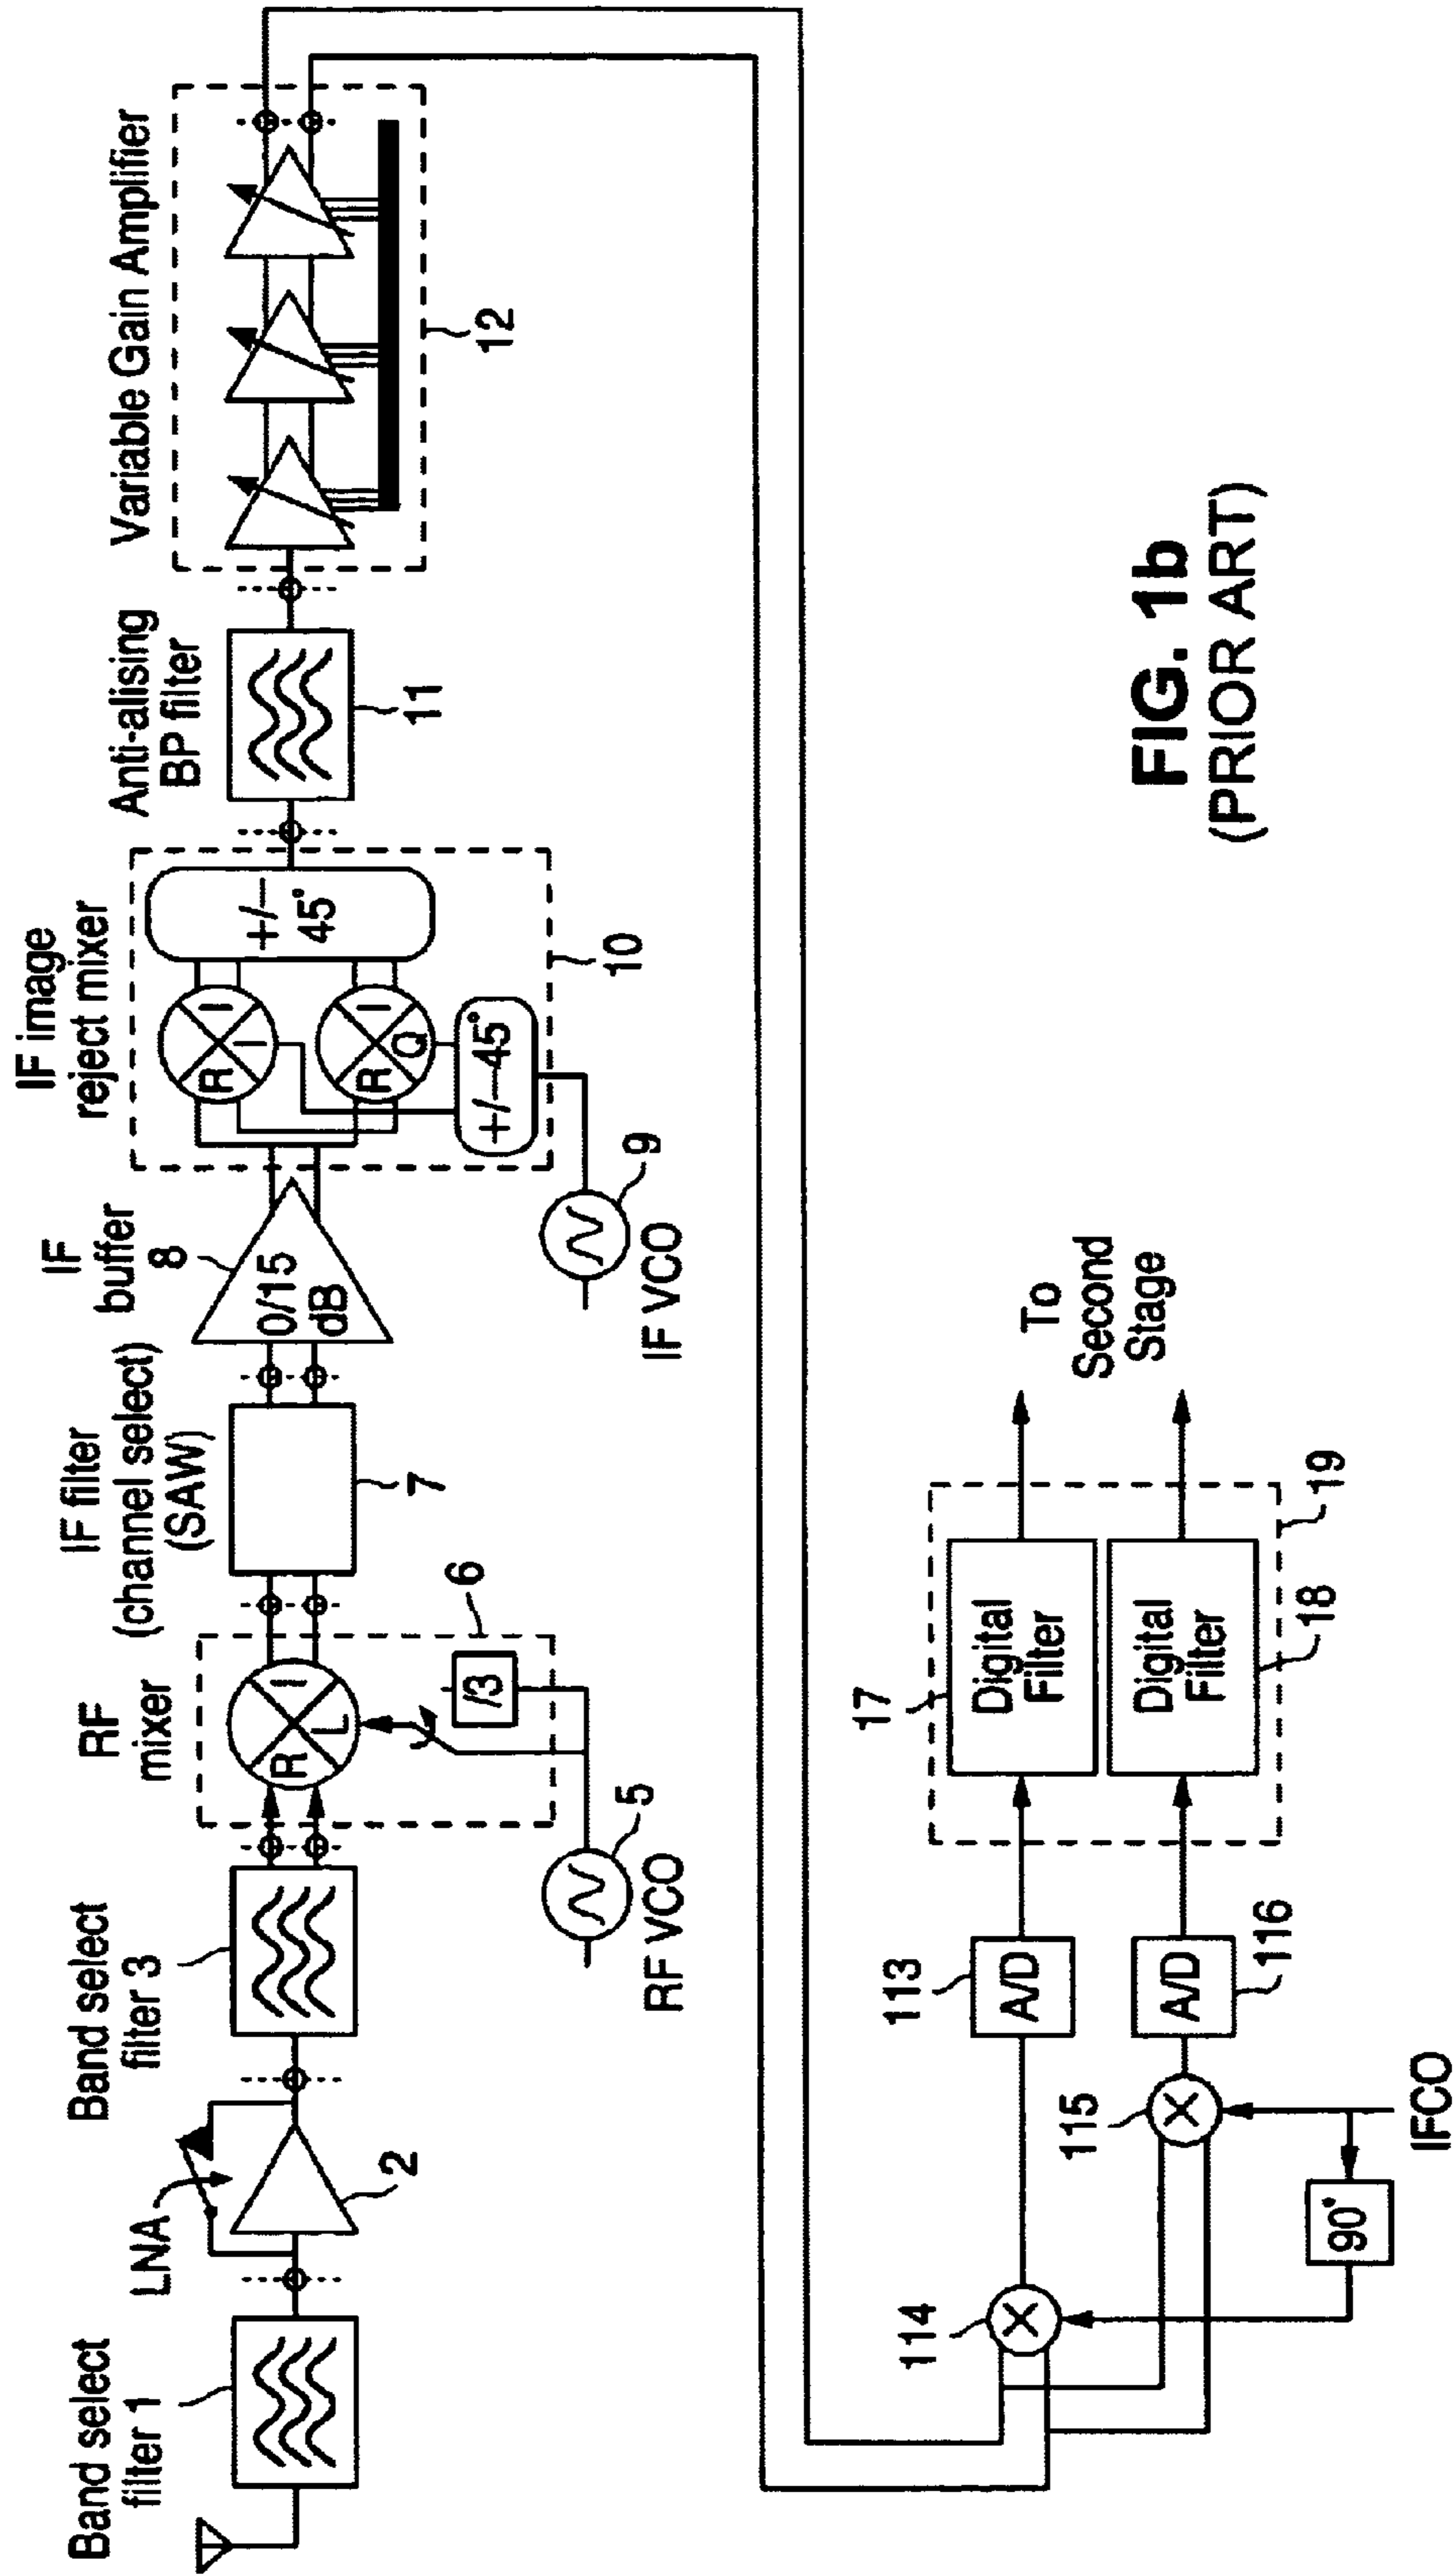 Band select
filter 1
LNA
2
Band select
filter 3
RF
mixer
R
I
L
/3
6
5
RF VCO
IF filter
(channel select)
(SAW)
7
IF
buffer
8
0/15
dB
IF image
reject mixer
R
I
I
R
I
Q
+/–
45°
+/–45°
10
9
IF VCO
Anti-alising
BP filter
11
Variable Gain Amplifier
12
114
115
90°
IFCO
113
A/D
A/D
116
17
Digital
Filter
Digital
Filter
18
19
To
Second
Stage
FIG. 1b
(PRIOR ART)